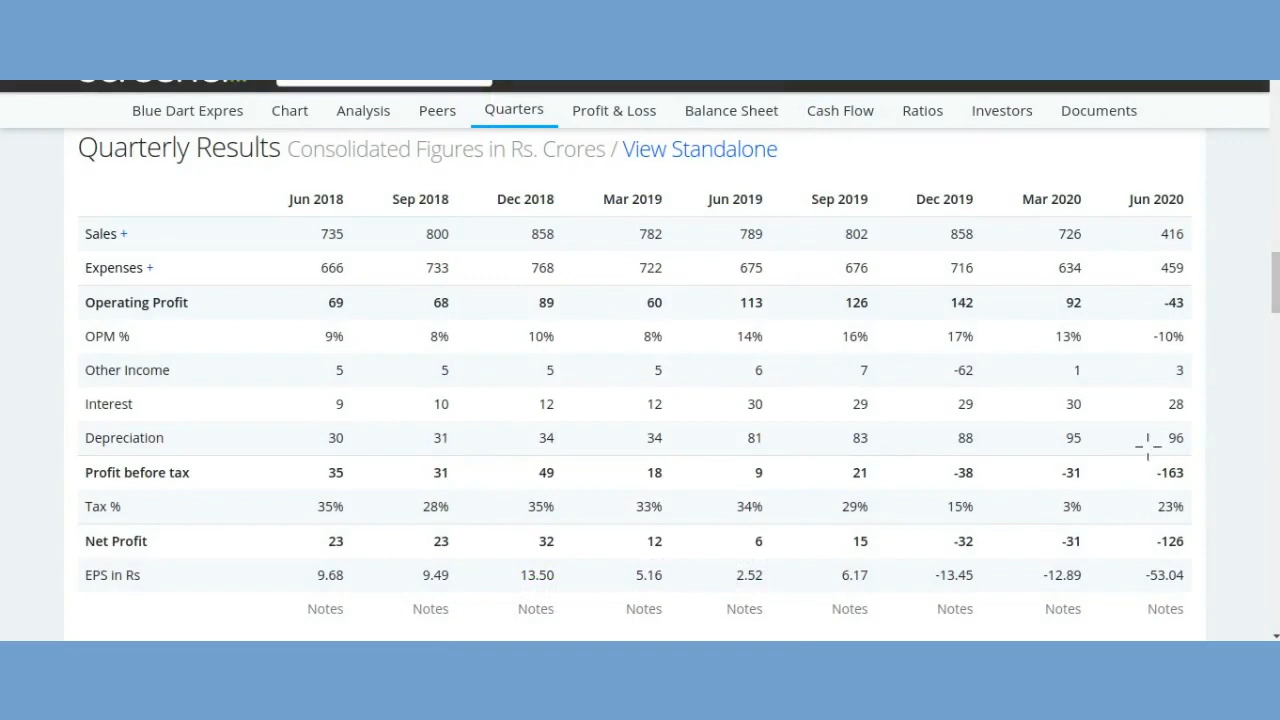 Blue Dart Expres Chart Analysis Peers Quarters Profit & Loss Balance Sheet Cash Flow Ratios Investors Documents
Quarterly Results Consolidated Figures in Rs. Crores / View Standalone
Jun 2018 Sep 2018 Dec 2018 Mar 2019 Jun 2019 Sep 2019 Dec 2019 Mar 2020 Jun 2020
Sales + 735 800 858 782 789 802 858 726 416
Expenses + 666 733 768 722 675 676 716 634 459
Operating Profit 69 68 89 60 113 126 142 92 -43
OPM % 9% 8% 10% 8% 14% 16% 17% 13% -10%
Other Income 5 5 5 5 6 7 -62 1 3
Interest 9 10 12 12 30 29 29 30 28
Depreciation 30 31 34 34 81 83 88 95 96
Profit before tax 35 31 49 18 9 21 -38 -31 -163
Tax % 35% 28% 35% 33% 34% 29% 15% 3% 23%
Net Profit 23 23 32 12 6 15 -32 -31 -126
EPS in Rs 9.68 9.49 13.50 5.16 2.52 6.17 -13.45 -12.89 -53.04
Notes Notes Notes Notes Notes Notes Notes Notes Notes